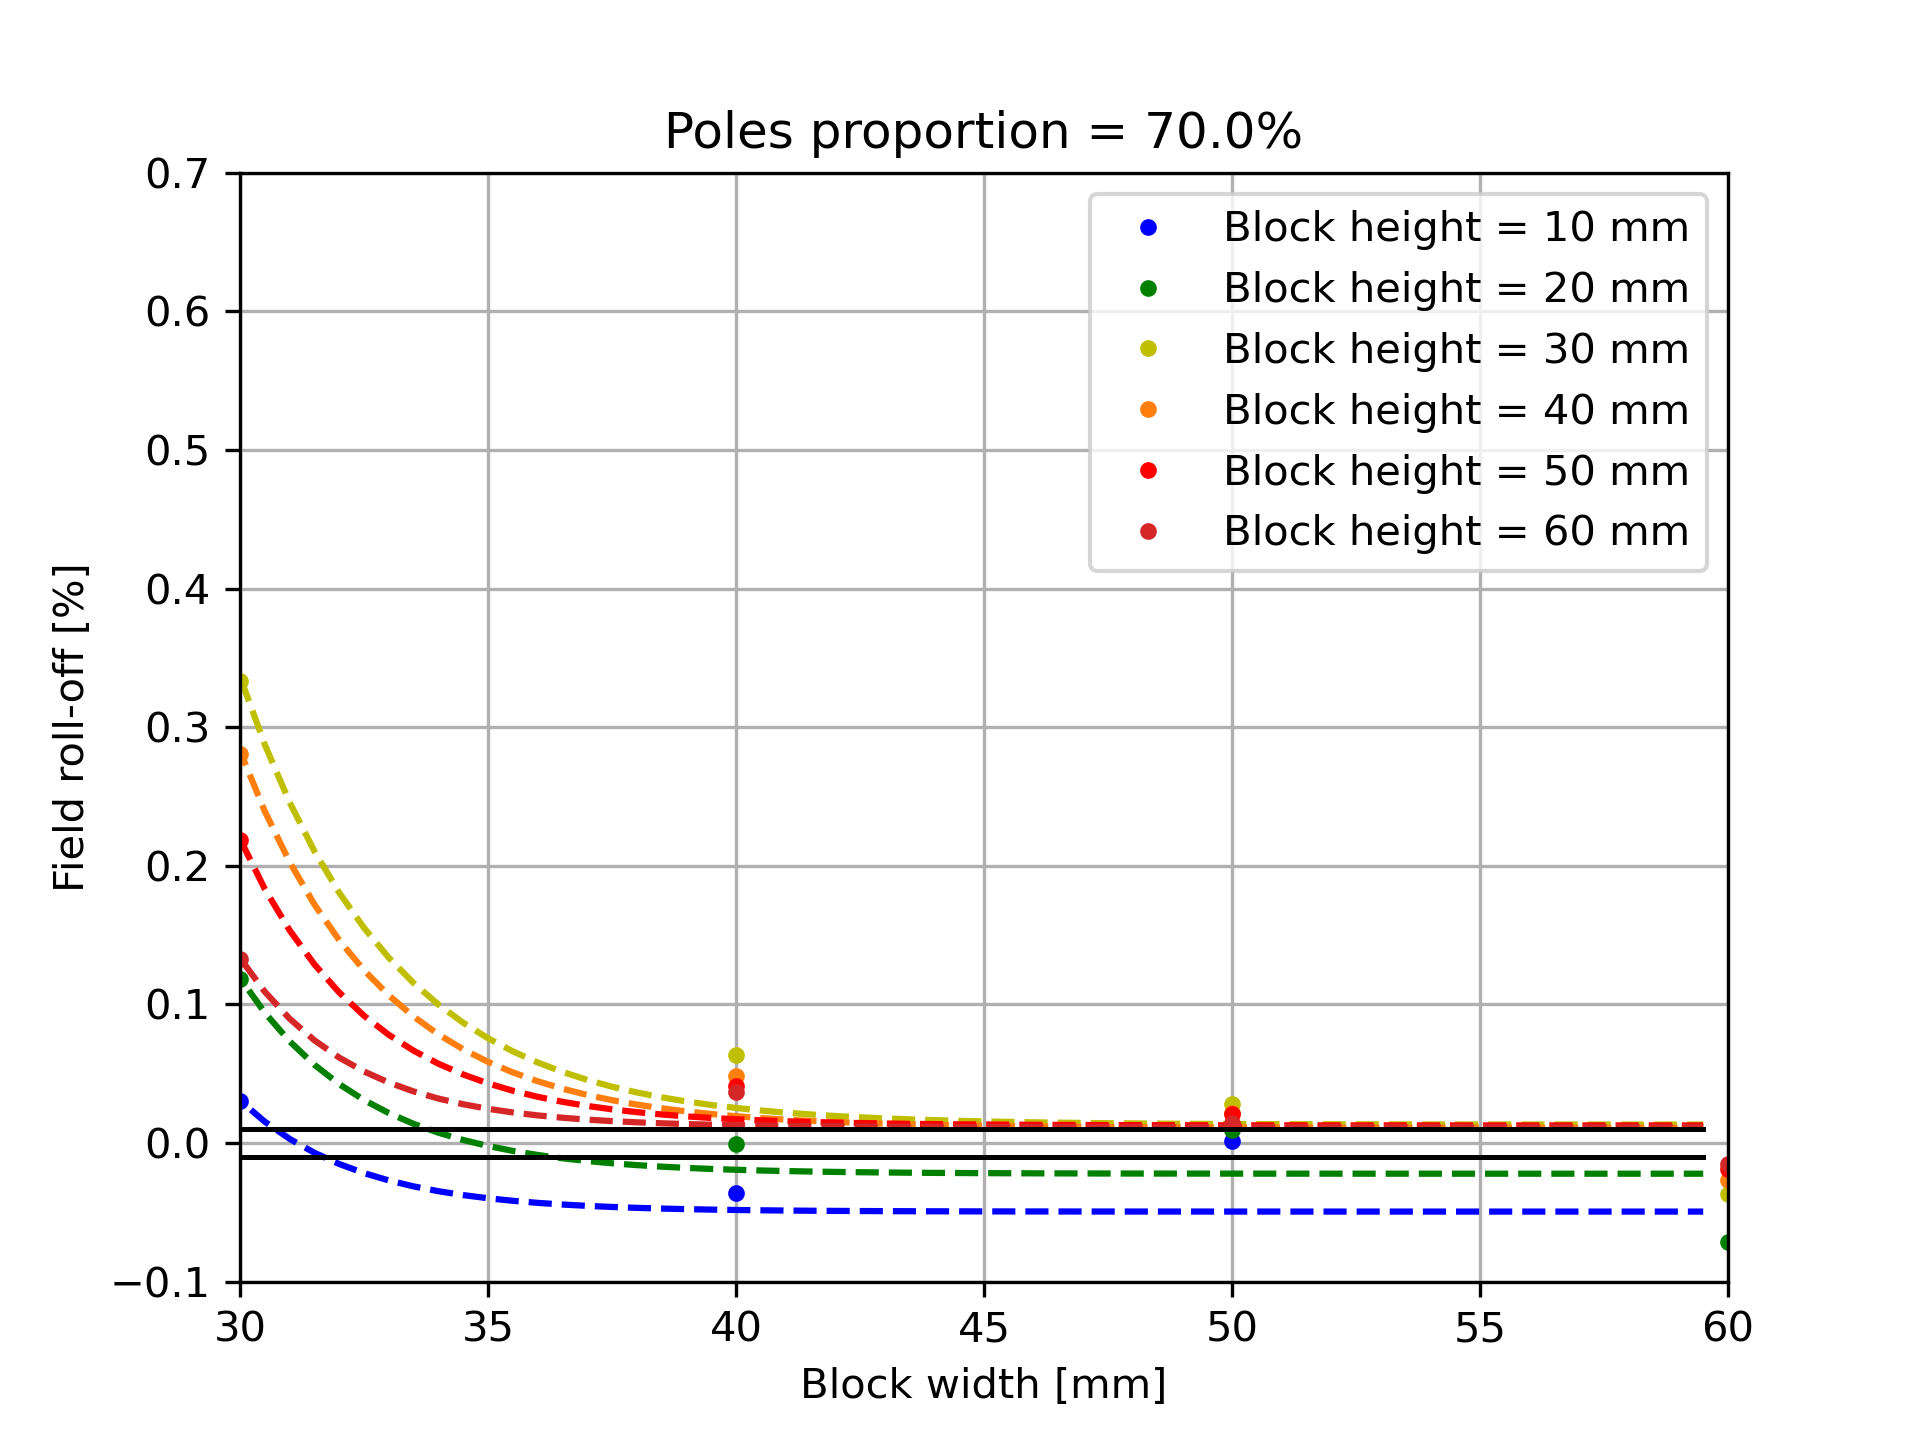 Poles proportion = 70.0%
0.7
0.6
0.5
0.4
0.3
0.2
0.1
0.0
−0.1
Field roll-off [%]
Block height = 10 mm
Block height = 20 mm
Block height = 30 mm
Block height = 40 mm
Block height = 50 mm
Block height = 60 mm
30 35 40 45 50 55 60
Block width [mm]